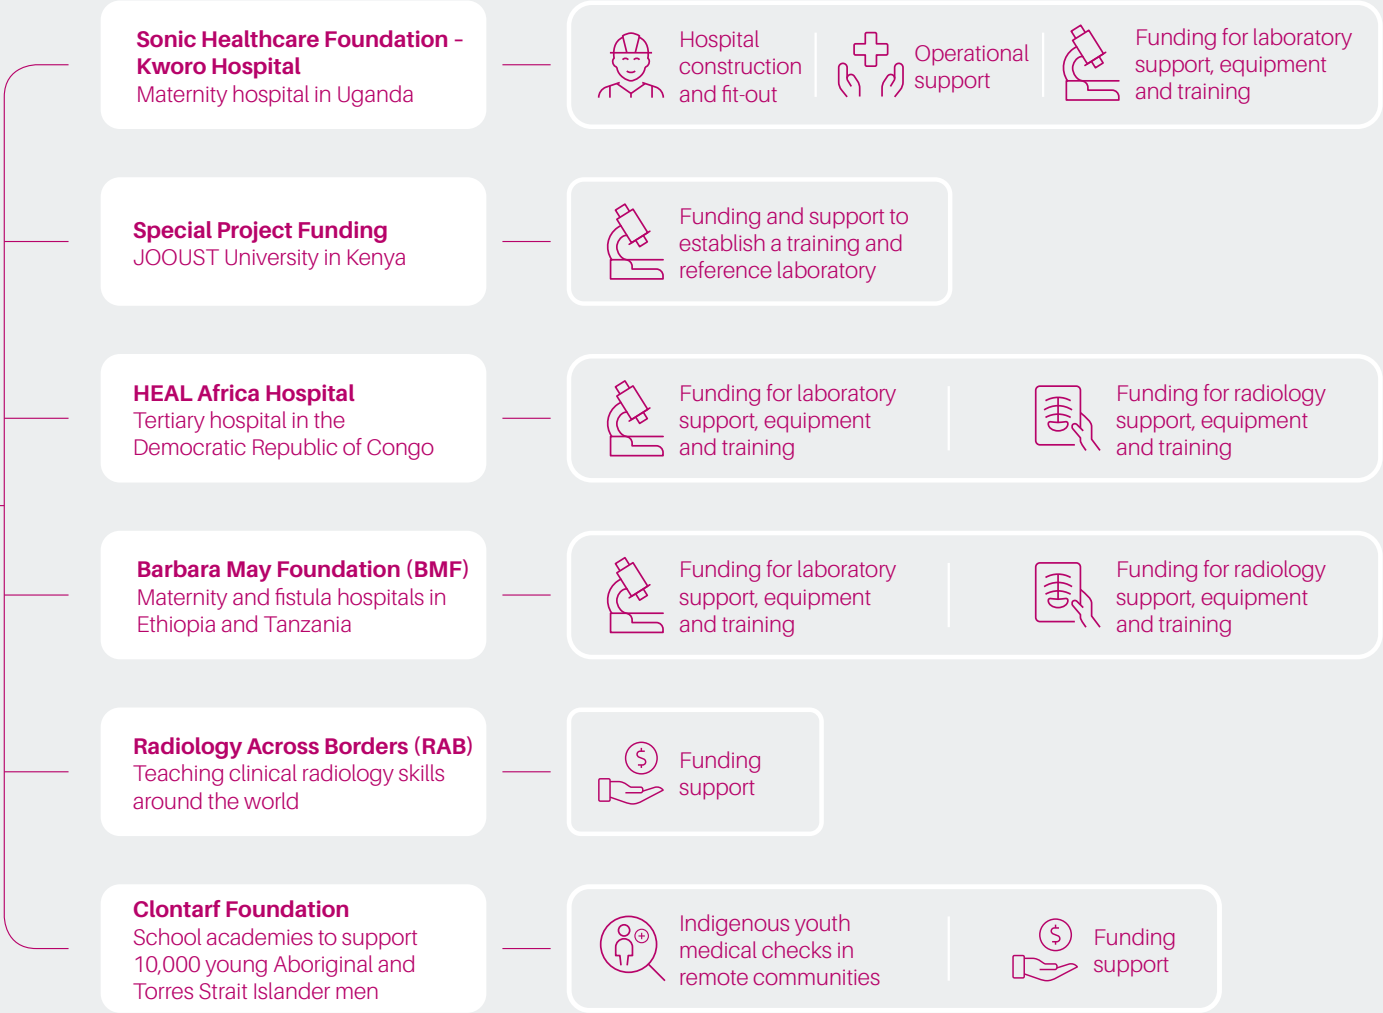 Sonic Healthcare Foundation –
Kworo Hospital
Maternity hospital in Uganda
Hospital
construction
and fit-out
Operational
support
Funding for laboratory
support, equipment
and training
Special Project Funding
JOOUST University in Kenya
Funding and support to
establish a training and
reference laboratory
HEAL Africa Hospital
Tertiary hospital in the
Democratic Republic of Congo
Funding for laboratory
support, equipment
and training
Funding for radiology
support, equipment
and training
Barbara May Foundation (BMF)
Maternity and fistula hospitals in
Ethiopia and Tanzania
Funding for laboratory
support, equipment
and training
Funding for radiology
support, equipment
and training
Radiology Across Borders (RAB)
Teaching clinical radiology skills
around the world
$
Funding
support
Clontarf Foundation
School academies to support
10,000 young Aboriginal and
Torres Strait Islander men
Indigenous youth
medical checks in
remote communities
$
Funding
support